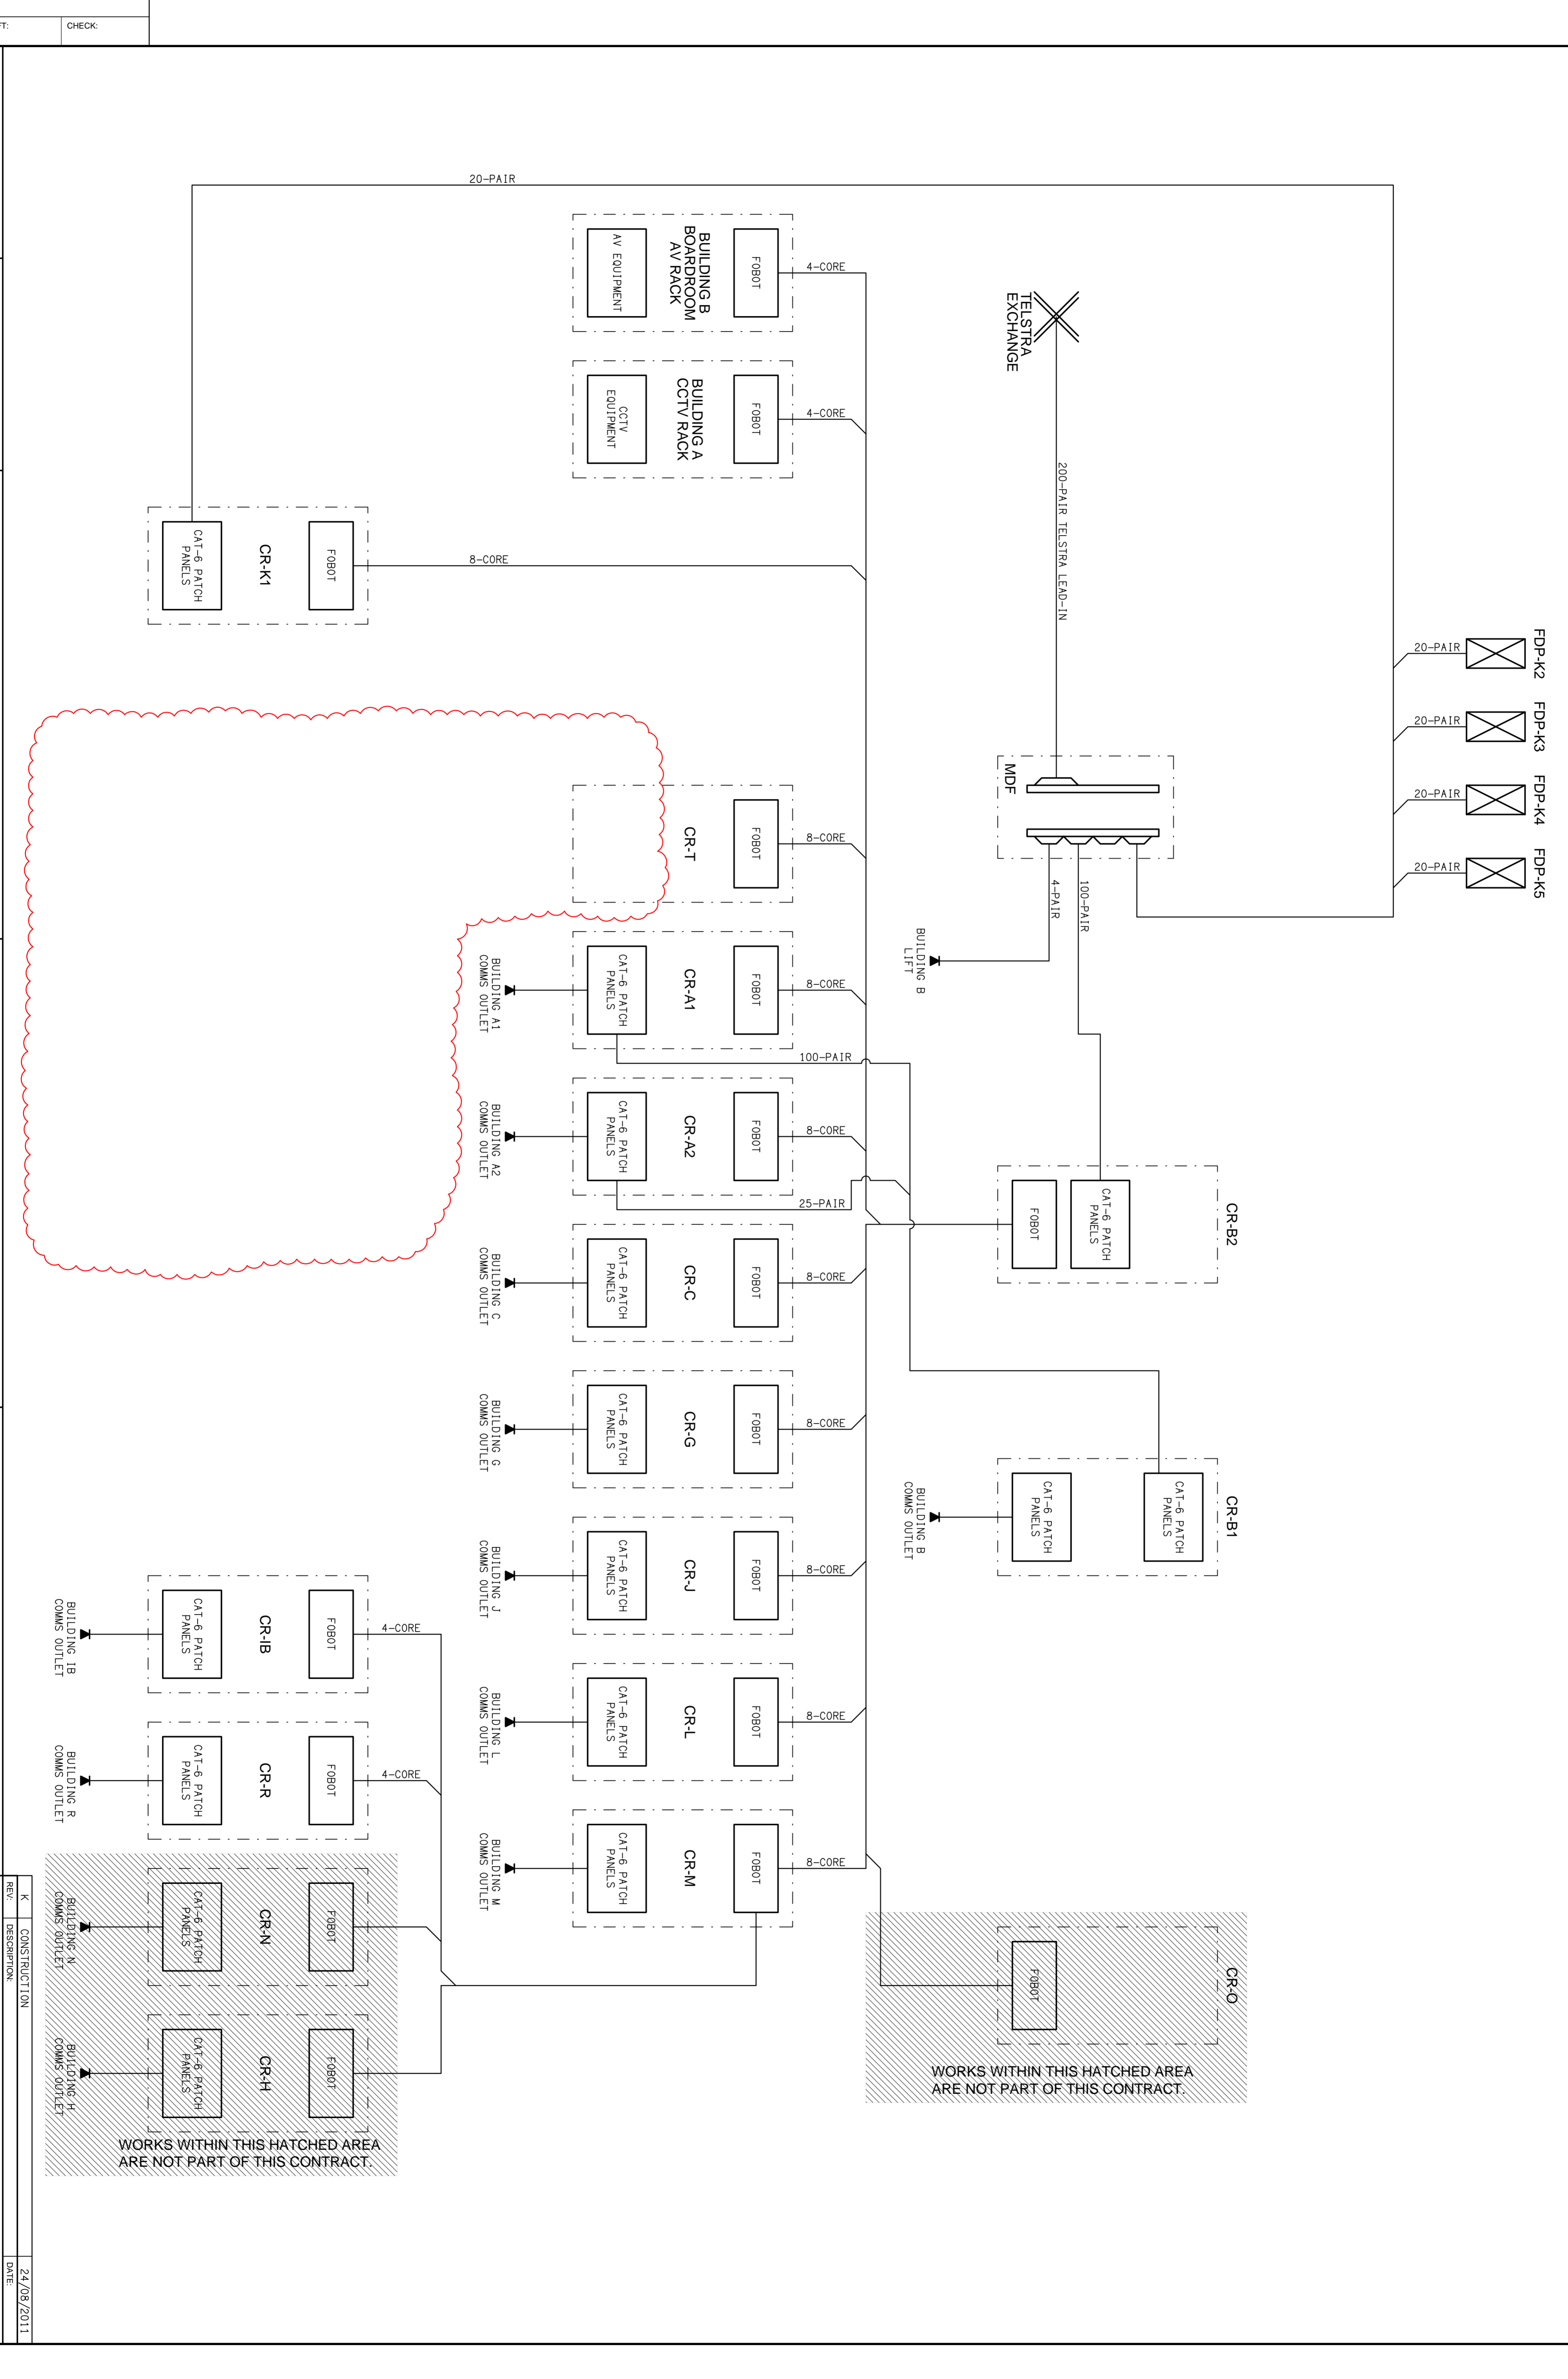 FT:
CHECK:
20-PAIR
BUILDING B
BOARDROOM
AV RACK
AV EQUIPMENT
FOBOT
4-CORE
TELSTRA
EXCHANGE
200-PAIR TELSTRA LEAD-IN
BUILDING A
CCTV RACK
CCTV
EQUIPMENT
FOBOT
4-CORE
CR-K1
CAT-6 PATCH
PANELS
FOBOT
8-CORE
FDP-K2
20-PAIR
FDP-K3
20-PAIR
FDP-K4
20-PAIR
FDP-K5
20-PAIR
MDF
4-PAIR
100-PAIR
BUILDING B
LIFT
CR-T
FOBOT
8-CORE
CR-A1
CAT-6 PATCH
PANELS
FOBOT
8-CORE
BUILDING A1
COMMS OUTLET
100-PAIR
CR-A2
CAT-6 PATCH
PANELS
FOBOT
8-CORE
BUILDING A2
COMMS OUTLET
25-PAIR
CR-B2
CAT-6 PATCH
PANELS
FOBOT
CR-C
CAT-6 PATCH
PANELS
FOBOT
8-CORE
BUILDING C
COMMS OUTLET
CR-G
CAT-6 PATCH
PANELS
FOBOT
8-CORE
BUILDING G
COMMS OUTLET
CR-B1
CAT-6 PATCH
PANELS
CAT-6 PATCH
PANELS
BUILDING B
COMMS OUTLET
CR-J
CAT-6 PATCH
PANELS
FOBOT
8-CORE
BUILDING J
COMMS OUTLET
CR-IB
CAT-6 PATCH
PANELS
FOBOT
4-CORE
BUILDING IB
COMMS OUTLET
CR-L
CAT-6 PATCH
PANELS
FOBOT
8-CORE
BUILDING L
COMMS OUTLET
CR-R
CAT-6 PATCH
PANELS
FOBOT
4-CORE
BUILDING R
COMMS OUTLET
CR-M
CAT-6 PATCH
PANELS
FOBOT
8-CORE
BUILDING M
COMMS OUTLET
CR-N
CAT-6 PATCH
PANELS
FOBOT
BUILDING N
COMMS OUTLET
CR-O
FOBOT
WORKS WITHIN THIS HATCHED AREA
ARE NOT PART OF THIS CONTRACT.
CR-H
CAT-6 PATCH
PANELS
FOBOT
BUILDING H
COMMS OUTLET
WORKS WITHIN THIS HATCHED AREA
ARE NOT PART OF THIS CONTRACT.
K CONSTRUCTION 24/08/2011
REV: DESCRIPTION: DATE: